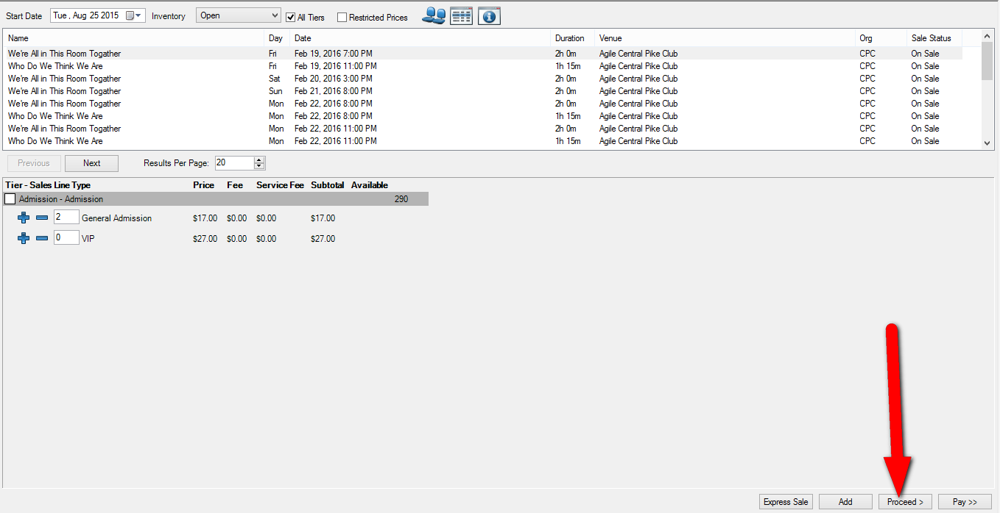 Start Date Tue , Aug 25 2015 Inventory Open All Tiers Restricted Prices
Name Day Date Duration Venue Org Sale Status
We're All in This Room Togather Fri Feb 19, 2016 7:00 PM 2h 0m Agile Central Pike Club CPC On Sale
Who Do We Think We Are Fri Feb 19, 2016 11:00 PM 1h 15m Agile Central Pike Club CPC On Sale
We're All in This Room Togather Sat Feb 20, 2016 3:00 PM 2h 0m Agile Central Pike Club CPC On Sale
We're All in This Room Togather Sun Feb 21, 2016 8:00 PM 2h 0m Agile Central Pike Club CPC On Sale
We're All in This Room Togather Mon Feb 22, 2016 8:00 PM 2h 0m Agile Central Pike Club CPC On Sale
Who Do We Think We Are Mon Feb 22, 2016 8:00 PM 1h 15m Agile Central Pike Club CPC On Sale
We're All in This Room Togather Mon Feb 22, 2016 11:00 PM 2h 0m Agile Central Pike Club CPC On Sale
Who Do We Think We Are Mon Feb 22, 2016 11:00 PM 1h 15m Agile Central Pike Club CPC On Sale
Previous Next Results Per Page: 20
Tier - Sales Line Type Price Fee Service Fee Subtotal Available
Admission - Admission 290
2 General Admission $17.00 $0.00 $0.00 $17.00
0 VIP $27.00 $0.00 $0.00 $27.00
Express Sale Add Proceed > Pay >>